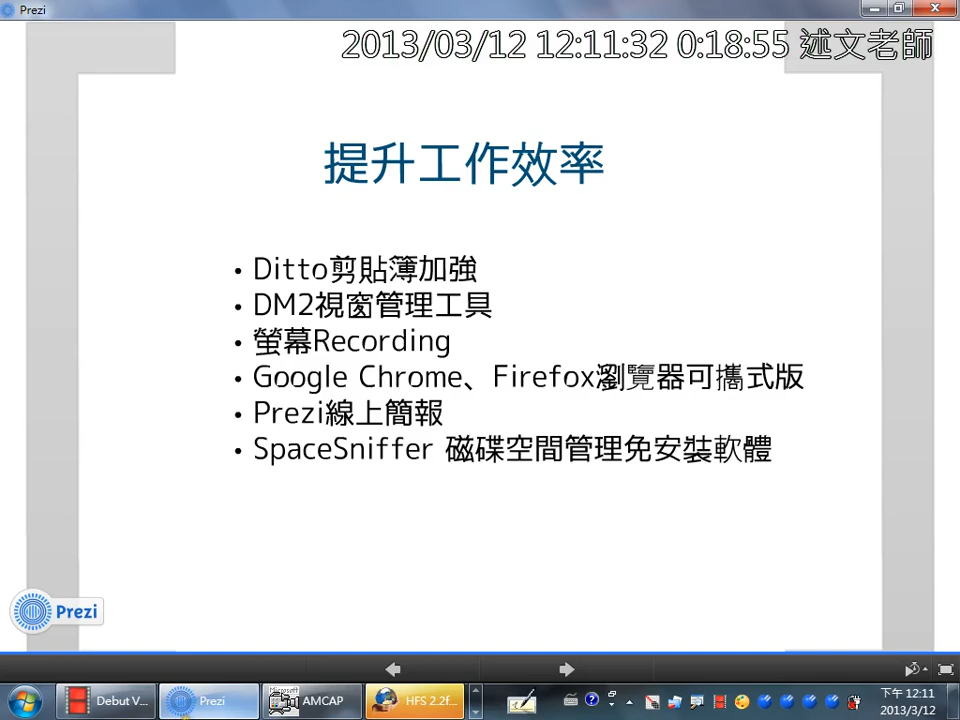 Prezi
2013/03/12 12:11:32 0:18:55 述文老師
提升工作效率
• Ditto剪貼簿加強
• DM2視窗管理工具
• 螢幕Recording
• Google Chrome、Firefox瀏覽器可攜式版
• Prezi線上簡報
• SpaceSniffer 磁碟空間管理免安裝軟體
Prezi
Debut V... Prezi AMCAP HFS 2.2f...
下午 12:11
2013/3/12